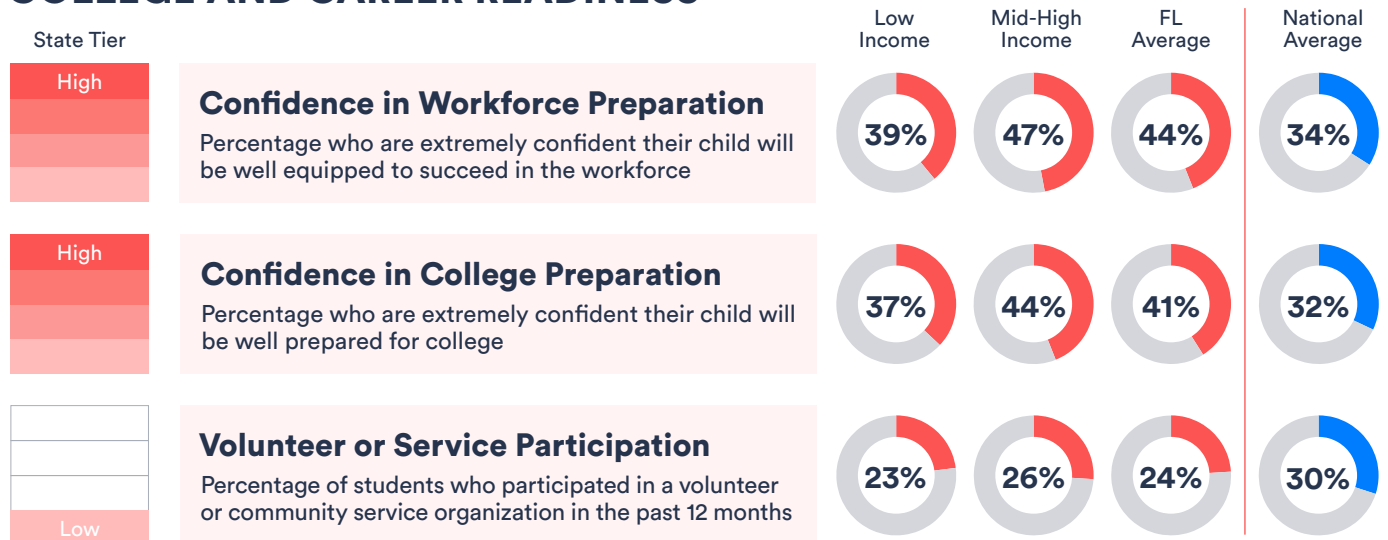 COLLEGE AND CAREER READINESS
State Tier
Low
Income
Mid-High
Income
FL
Average
National
Average
High
Confidence in Workforce Preparation
Percentage who are extremely confident their child will
be well equipped to succeed in the workforce
39%
47%
44%
34%
High
Confidence in College Preparation
Percentage who are extremely confident their child will
be well prepared for college
37%
44%
41%
32%
Low
Volunteer or Service Participation
Percentage of students who participated in a volunteer
or community service organization in the past 12 months
23%
26%
24%
30%